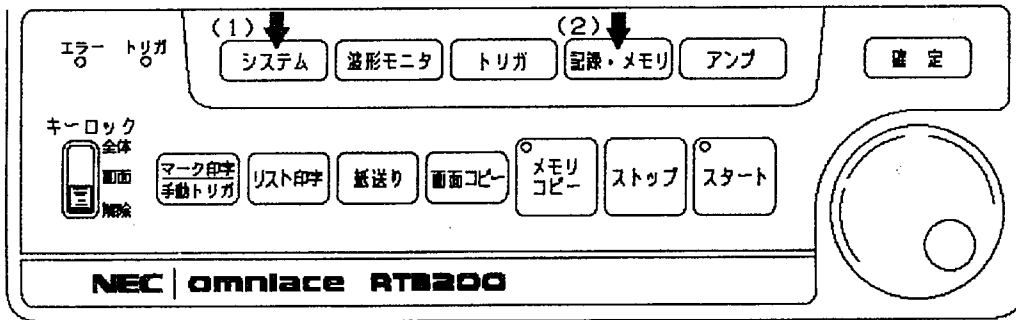 (1) (2)
エラー トリガ システム 波形モニタ トリガ 記録・メモリ アンプ 確 定
キーロック
全体
画面
解除
マーク印字
手動トリガ
リスト印字 紙送り 画面コピー
メモリ
コピー
ストップ スタート
NEC omniace RT3200